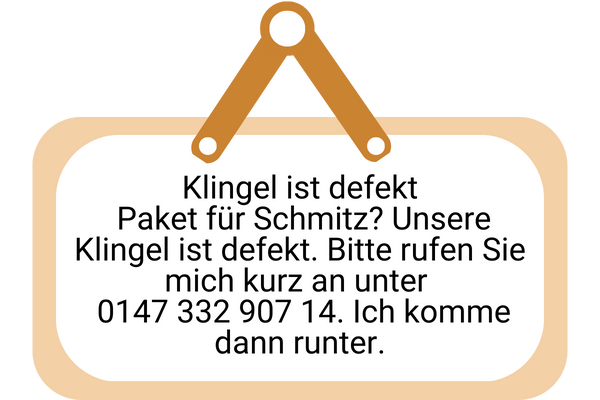 Klingel ist defekt
Paket für Schmitz? Unsere
Klingel ist defekt. Bitte rufen Sie
mich kurz an unter
0147 332 907 14. Ich komme
dann runter.